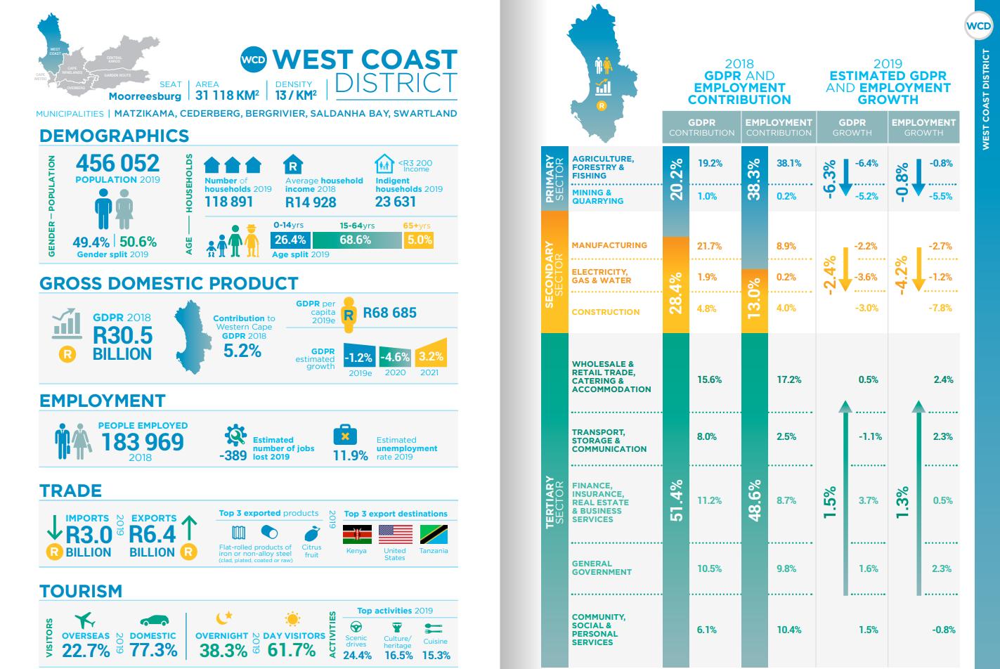 WEST
COAST
CENTRAL
KAROO
CAPE
WINELANDS
CAPE
METRO
GARDEN ROUTE
OVERBERG
WCD WEST COAST
DISTRICT
SEAT
Moorreesburg
AREA
31 118 KM²
DENSITY
13 / KM²
MUNICIPALITIES | MATZIKAMA, CEDERBERG, BERGRIVIER, SALDANHA BAY, SWARTLAND
DEMOGRAPHICS
GENDER — POPULATION
456 052
POPULATION 2019
49.4% 50.6%
Gender split 2019
AGE — HOUSEHOLDS
Number of
households 2019
118 891
R
Average household
income 2018
R14 928
<R3 200
Income
Indigent
households 2019
23 631
0-14yrs 15-64yrs 65+yrs
26.4% 68.6% 5.0%
Age split 2019
GROSS DOMESTIC PRODUCT
R
GDPR 2018
R30.5
BILLION
Contribution to
Western Cape
GDPR 2018
5.2%
GDPR per
capita
2019e
R
R68 685
GDPR
estimated
growth
-1.2% -4.6% 3.2%
2019e 2020 2021
EMPLOYMENT
PEOPLE EMPLOYED
183 969
2018
Estimated
number of jobs
lost 2019
-389
11.9%
Estimated
unemployment
rate 2019
TRADE
IMPORTS
R3.0
R BILLION
2019
EXPORTS
R6.4
BILLION R
Top 3 exported products
Flat-rolled products of
iron or non-alloy steel
(clad, plated, coated or raw)
Citrus
fruit
2019
Top 3 export destinations
Kenya
United
States
Tanzania
TOURISM
VISITORS
OVERSEAS
22.7%
2019
DOMESTIC
77.3%
OVERNIGHT
38.3%
2019
DAY VISITORS
61.7%
ACTIVITIES
Top activities 2019
Scenic
drives
24.4%
Culture/
heritage
16.5%
Cuisine
15.3%
R
2018
GDPR AND
EMPLOYMENT
CONTRIBUTION
2019
ESTIMATED GDPR
AND EMPLOYMENT
GROWTH
GDPR
CONTRIBUTION
EMPLOYMENT
CONTRIBUTION
GDPR
GROWTH
EMPLOYMENT
GROWTH
PRIMARY
SECTOR
20.2%
38.3%
-6.3%
-0.8%
AGRICULTURE,
FORESTRY &
FISHING
19.2% 38.1% -6.4% -0.8%
MINING &
QUARRYING
1.0% 0.2% -5.2% -5.5%
SECONDARY
SECTOR
28.4%
13.0%
-2.4%
-4.2%
MANUFACTURING
21.7% 8.9% -2.2% -2.7%
ELECTRICITY,
GAS & WATER
1.9% 0.2% -3.6% -1.2%
CONSTRUCTION
4.8% 4.0% -3.0% -7.8%
TERTIARY
SECTOR
51.4%
48.6%
1.5%
1.3%
WHOLESALE &
RETAIL TRADE,
CATERING &
ACCOMMODATION
15.6% 17.2% 0.5% 2.4%
TRANSPORT,
STORAGE &
COMMUNICATION
8.0% 2.5% -1.1% 2.3%
FINANCE,
INSURANCE,
REAL ESTATE
& BUSINESS
SERVICES
11.2% 8.7% 3.7% 0.5%
GENERAL
GOVERNMENT
10.5% 9.8% 1.6% 2.3%
COMMUNITY,
SOCIAL &
PERSONAL
SERVICES
6.1% 10.4% 1.5% -0.8%
WCD
WEST COAST DISTRICT